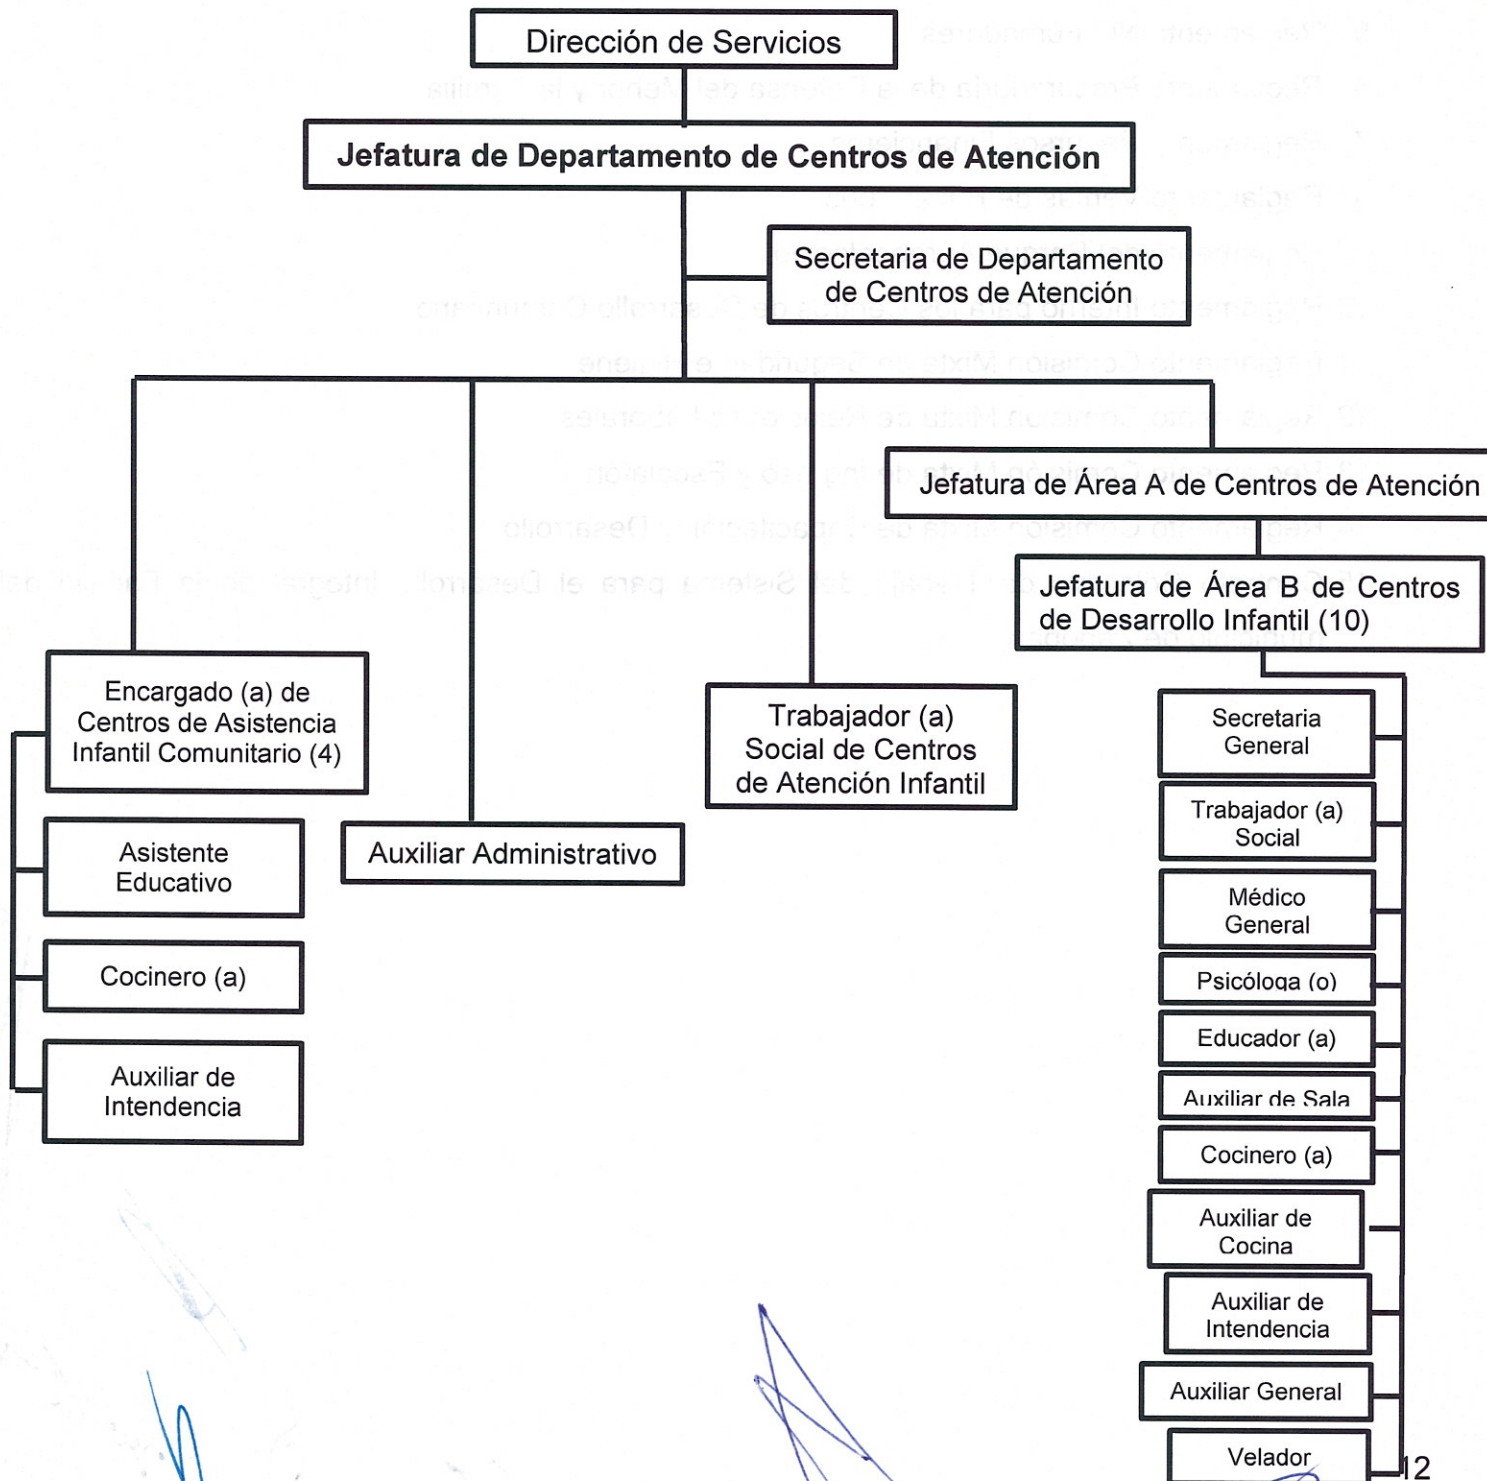 Dirección de Servicios
Jefatura de Departamento de Centros de Atención
Secretaria de Departamento
de Centros de Atención
Jefatura de Área A de Centros de Atención
Jefatura de Área B de Centros
de Desarrollo Infantil (10)
Encargado (a) de
Centros de Asistencia
Infantil Comunitario (4)
Asistente
Educativo
Cocinero (a)
Auxiliar de
Intendencia
Auxiliar Administrativo
Trabajador (a)
Social de Centros
de Atención Infantil
Secretaria
General
Trabajador (a)
Social
Médico
General
Psicóloga (o)
Educador (a)
Auxiliar de Sala
Cocinero (a)
Auxiliar de
Cocina
Auxiliar de
Intendencia
Auxiliar General
Velador
12